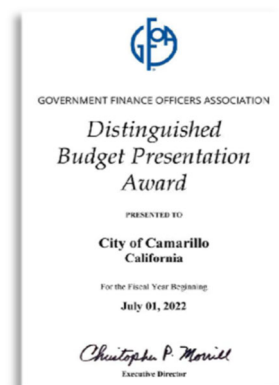 GFOA
GOVERNMENT FINANCE OFFICERS ASSOCIATION
Distinguished
Budget Presentation
Award
PRESENTED TO
City of Camarillo
California
For the Fiscal Year Beginning
July 01, 2022
Christopher P. Morrill
Executive Director